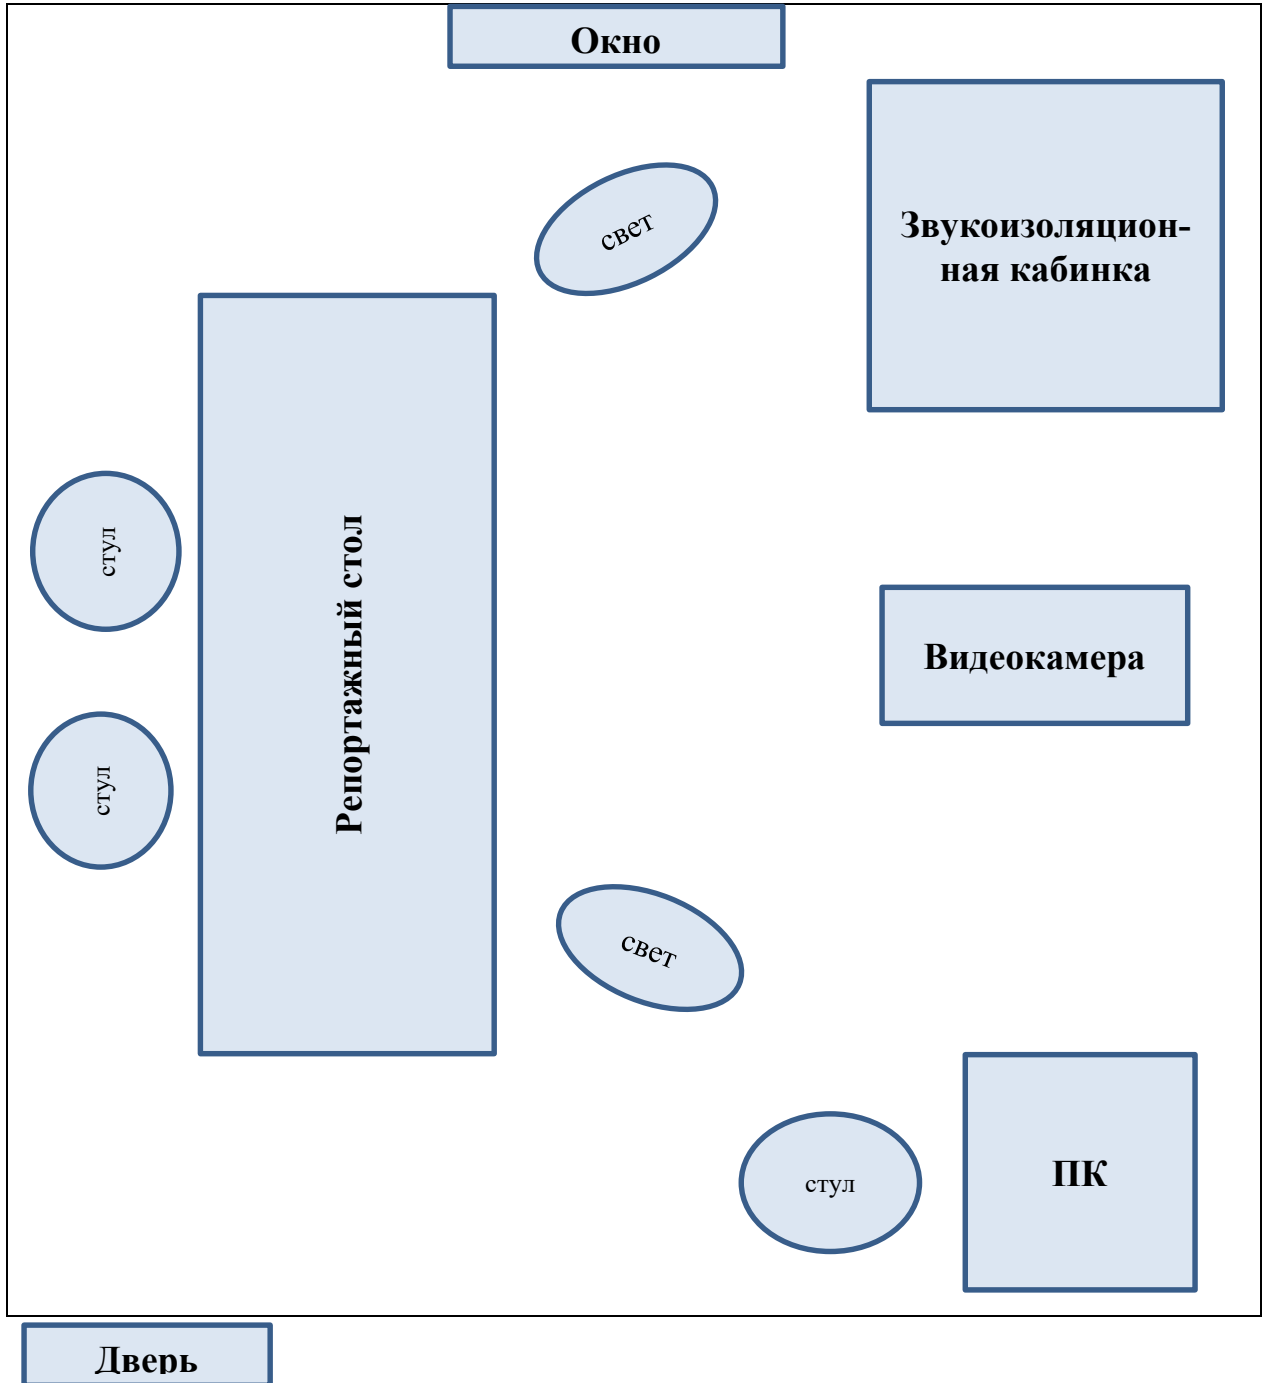 Окно
свет
Звукоизоляцион-
ная кабинка
стул
Репортажный стол
Видеокамера
стул
свет
стул
ПК
Дверь